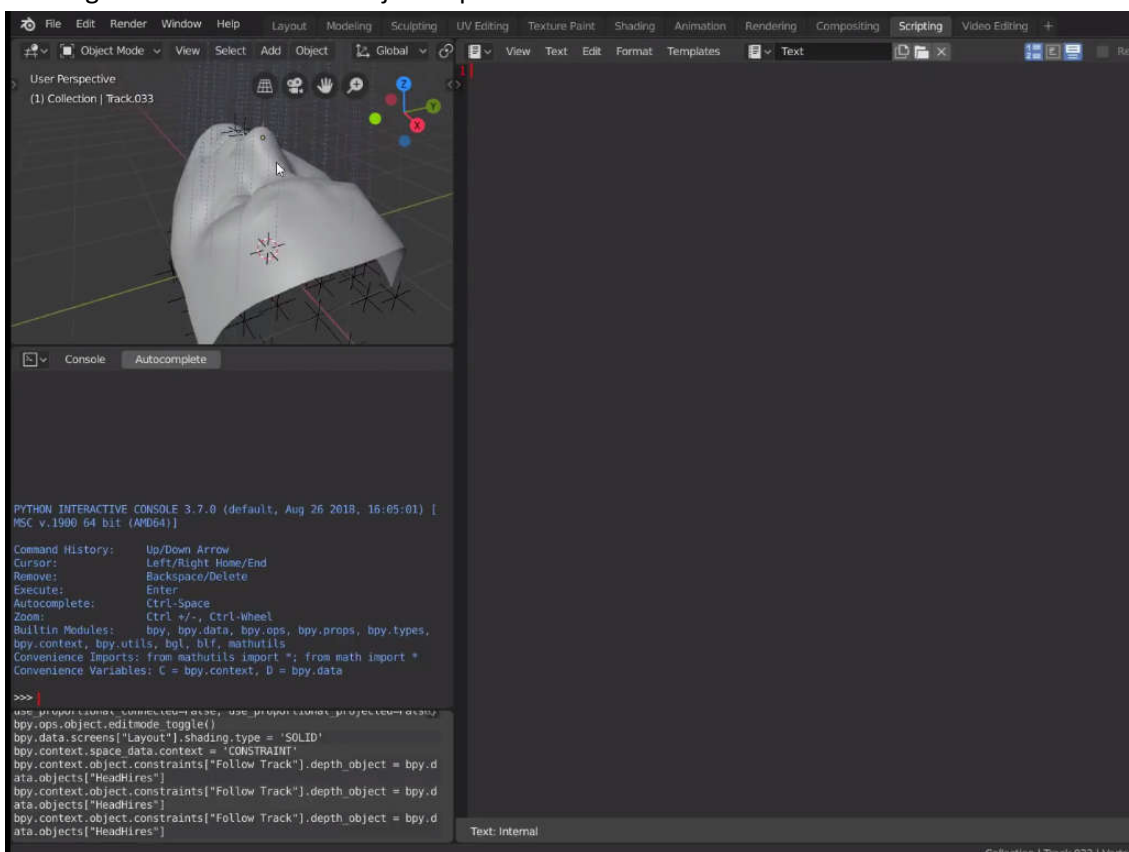 File Edit Render Window Help Layout Modeling Sculpting UV Editing Texture Paint Shading Animation Rendering Compositing Scripting Video Editing +
Object Mode View Select Add Object Global View Text Edit Format Templates Text
User Perspective
(1) Collection | Track.033
Z
Y
X
1
Console Autocomplete
PYTHON INTERACTIVE CONSOLE 3.7.0 (default, Aug 26 2018, 16:05:01) [
MSC v.1900 64 bit (AMD64)]
Command History: Up/Down Arrow
Cursor: Left/Right Home/End
Remove: Backspace/Delete
Execute: Enter
Autocomplete: Ctrl-Space
Zoom: Ctrl +/-, Ctrl-Wheel
Builtin Modules: bpy, bpy.data, bpy.ops, bpy.props, bpy.types,
bpy.context, bpy.utils, bgl, blf, mathutils
Convenience Imports: from mathutils import *; from math import *
Convenience Variables: C = bpy.context, D = bpy.data
>>>
use_proportional_connected=False, use_proportional_projected=False)
bpy.ops.object.editmode_toggle()
bpy.data.screens["Layout"].shading.type = 'SOLID'
bpy.context.space_data.context = 'CONSTRAINT'
bpy.context.object.constraints["Follow Track"].depth_object = bpy.d
ata.objects["HeadHires"]
bpy.context.object.constraints["Follow Track"].depth_object = bpy.d
ata.objects["HeadHires"]
bpy.context.object.constraints["Follow Track"].depth_object = bpy.d
ata.objects["HeadHires"]
Text: Internal